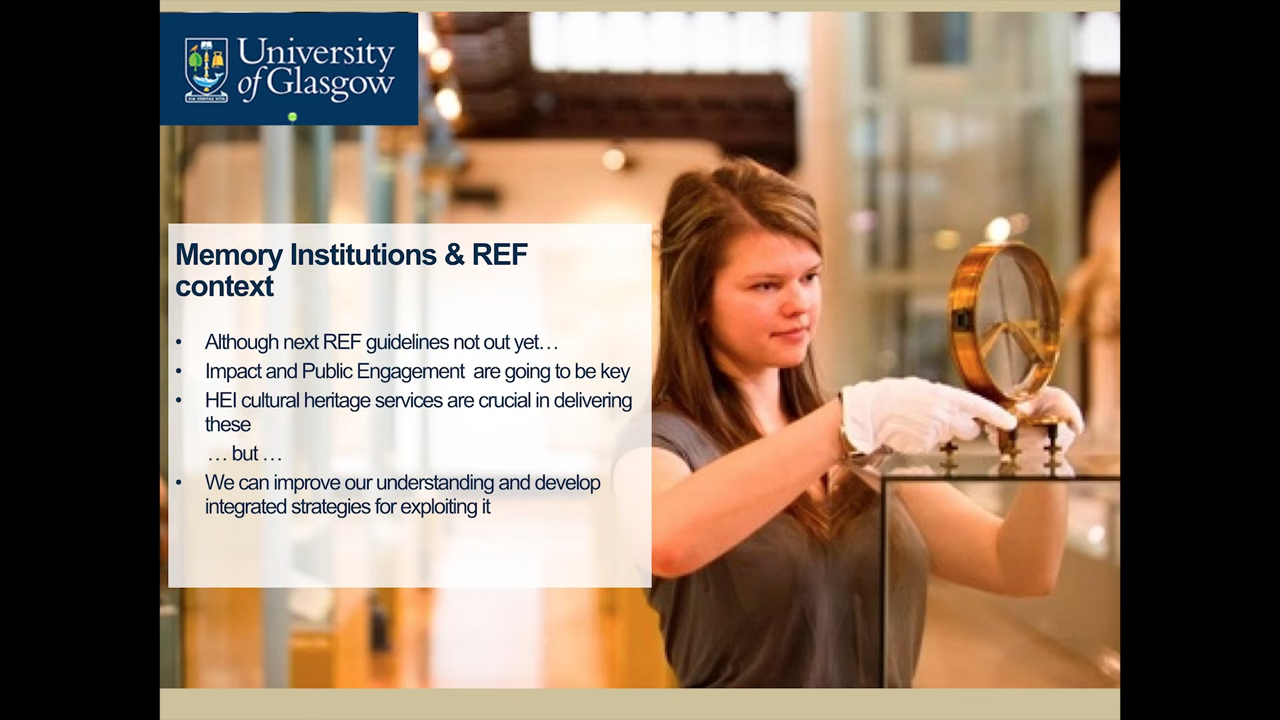 University
of Glasgow
Memory Institutions & REF
context
• Although next REF guidelines not out yet…
• Impact and Public Engagement are going to be key
• HEI cultural heritage services are crucial in delivering
these
… but …
• We can improve our understanding and develop
integrated strategies for exploiting it